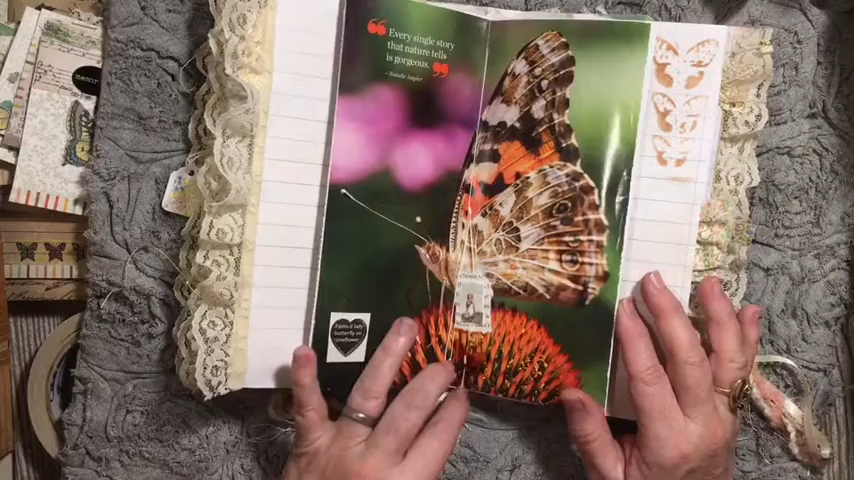 memor
Every single story
that nature tells
is gorgeous.
– Natalie Angier
Painted lady
butterfly on
coneflower